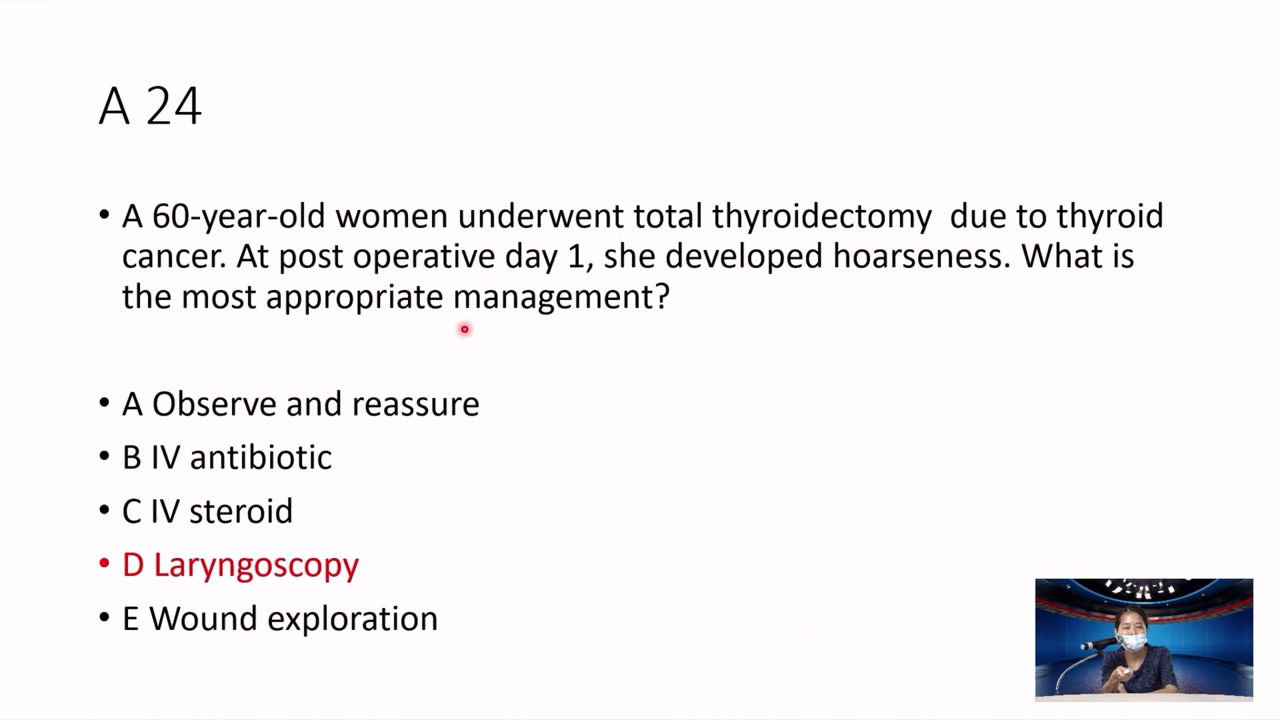 A 24
• A 60-year-old women underwent total thyroidectomy  due to thyroid
cancer. At post operative day 1, she developed hoarseness. What is
the most appropriate management?
• A Observe and reassure
• B IV antibiotic
• C IV steroid
• D Laryngoscopy
• E Wound exploration